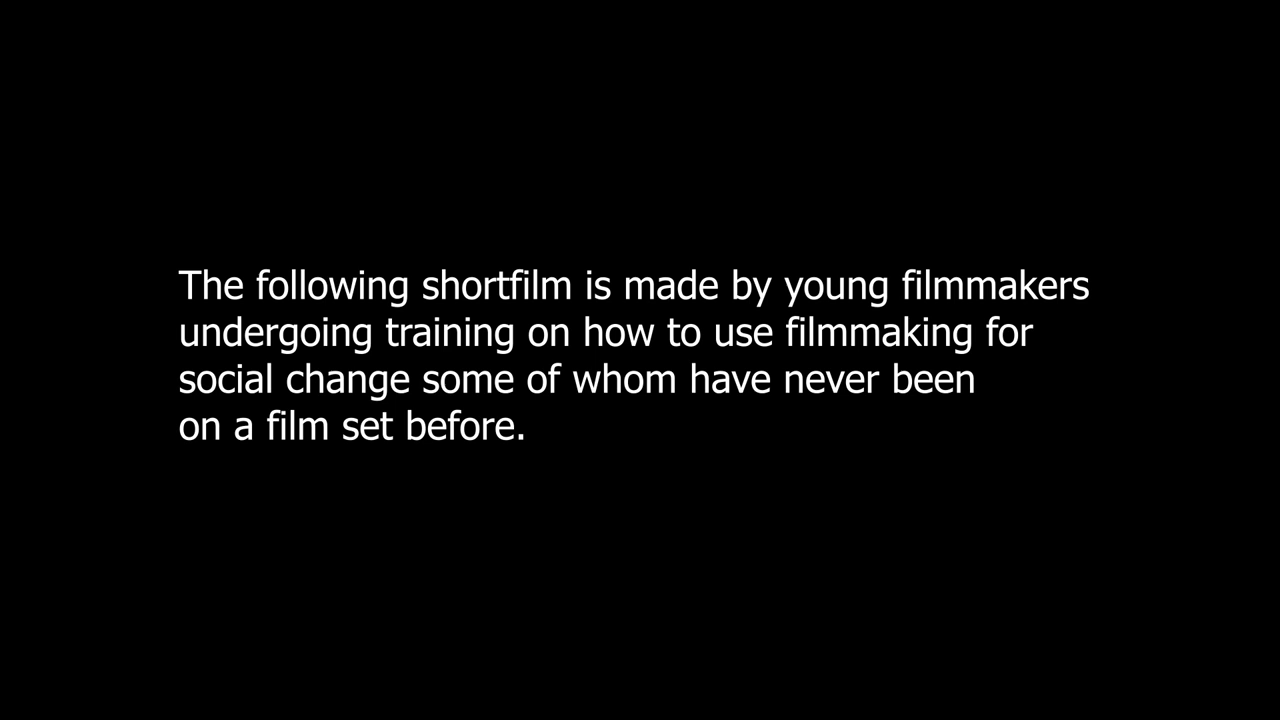 The following shortfilm is made by young filmmakers
undergoing training on how to use filmmaking for
social change some of whom have never been
on a film set before.